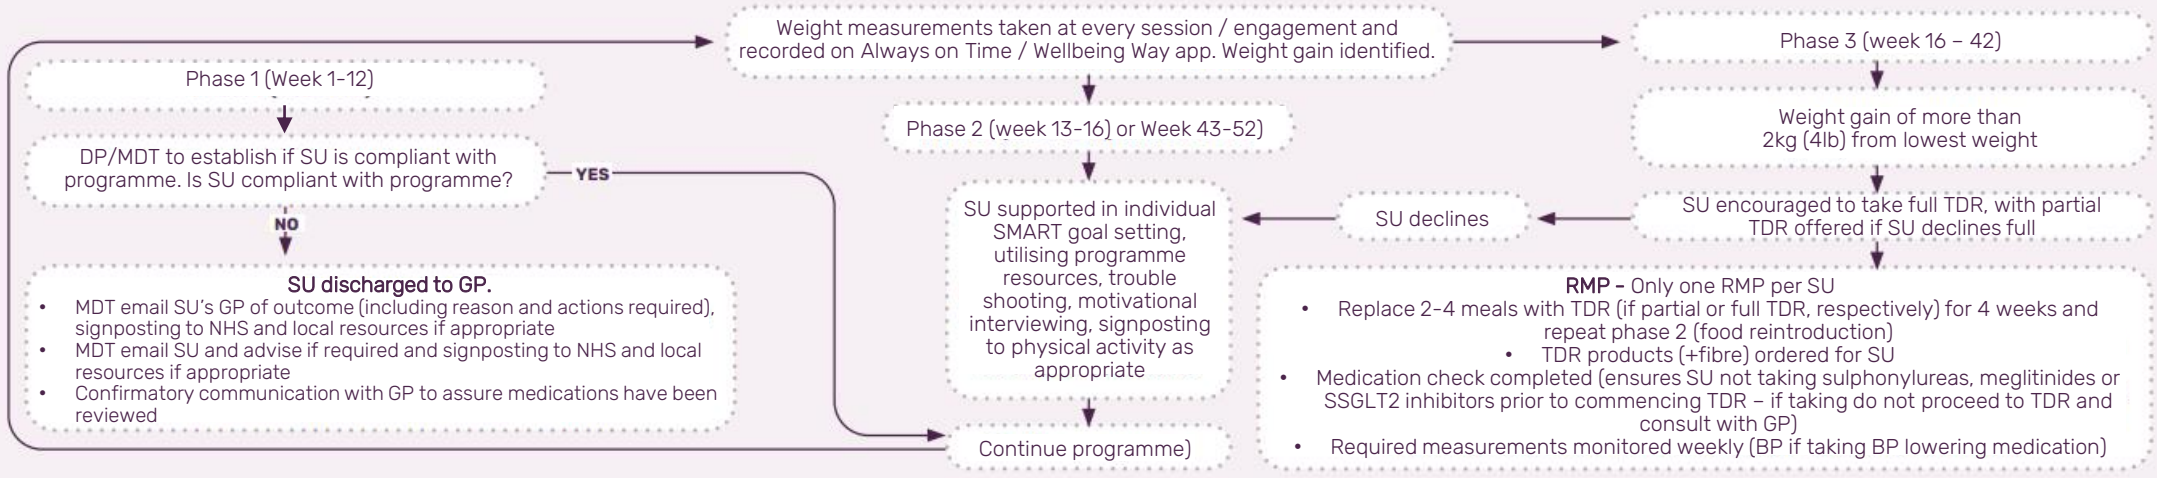 Weight measurements taken at every session / engagement and
recorded on Always on Time / Wellbeing Way app. Weight gain identified.
Phase 1 (Week 1-12)
DP/MDT to establish if SU is compliant with
programme. Is SU compliant with programme?
YES
NO
SU discharged to GP.
• MDT email SU's GP of outcome (including reason and actions required),
signposting to NHS and local resources if appropriate
• MDT email SU and advise if required and signposting to NHS and local
resources if appropriate
• Confirmatory communication with GP to assure medications have been
reviewed
Phase 2 (week 13-16) or Week 43-52)
SU supported in individual
SMART goal setting,
utilising programme
resources, trouble
shooting, motivational
interviewing, signposting
to physical activity as
appropriate
Continue programme)
Phase 3 (week 16 – 42)
Weight gain of more than
2kg (4lb) from lowest weight
SU encouraged to take full TDR, with partial
TDR offered if SU declines full
SU declines
RMP - Only one RMP per SU
• Replace 2-4 meals with TDR (if partial or full TDR, respectively) for 4 weeks and
repeat phase 2 (food reintroduction)
• TDR products (+fibre) ordered for SU
• Medication check completed (ensures SU not taking sulphonylureas, meglitinides or
SSGLT2 inhibitors prior to commencing TDR – if taking do not proceed to TDR and
consult with GP)
• Required measurements monitored weekly (BP if taking BP lowering medication)